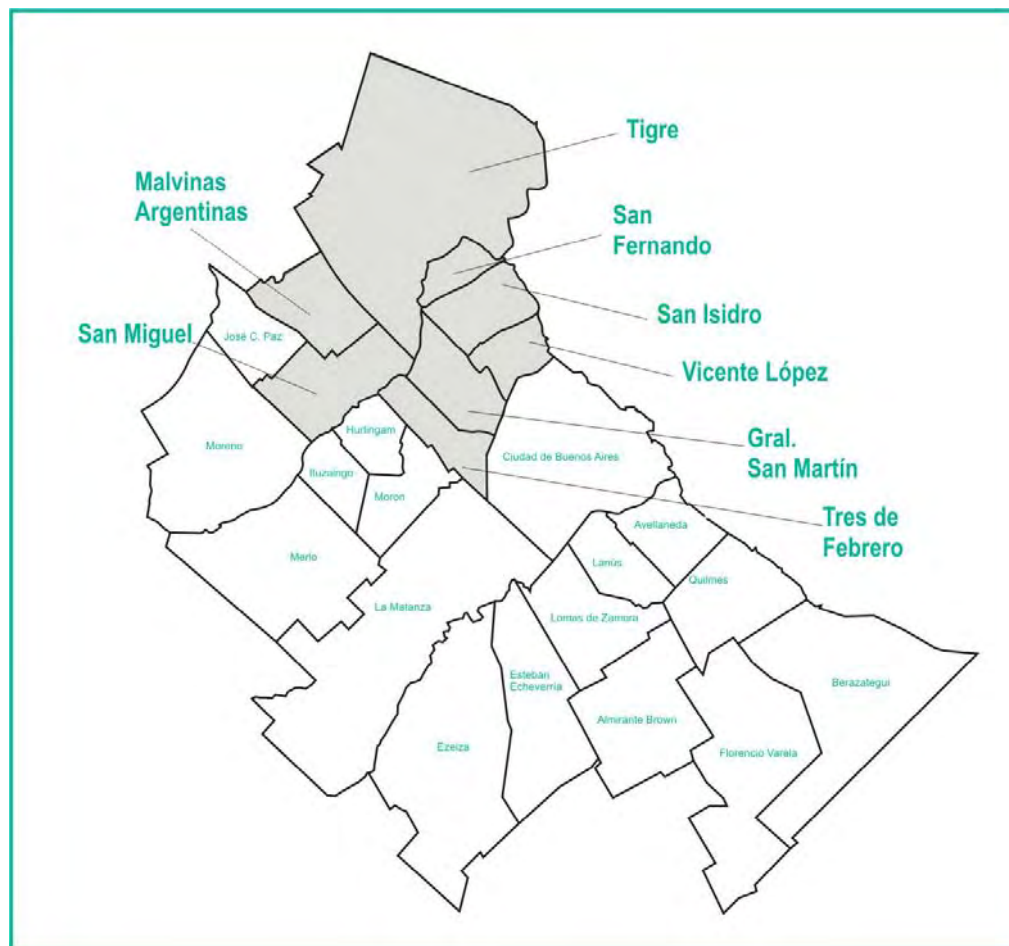 Tigre
Malvinas
Argentinas
San
Fernando
San Isidro
San Miguel
José C. Paz
Vicente López
Hurlingam
Moreno
Gral.
San Martín
Ciudad de Buenos Aires
Ituzaingo
Moron
Tres de
Febrero
Avellaneda
Merlo
Lanús
Quilmes
La Matanza
Lomas de Zamora
Esteban
Echeverría
Berazategui
Almirante Brown
Ezeiza
Florencio Varela